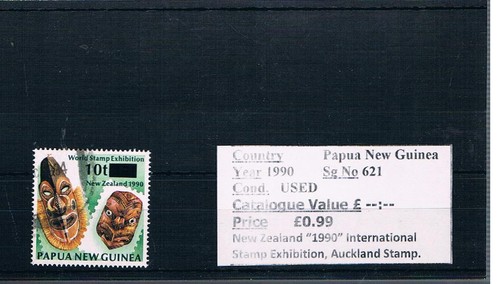 World Stamp Exhibition
10t
New Zealand 1990
PAPUA NEW GUINEA
Country Papua New Guinea
Year 1990 Sg No 621
Cond. USED
Catalogue Value £ --:--
Price £0.99
New Zealand "1990" International
Stamp Exhibition, Auckland Stamp.